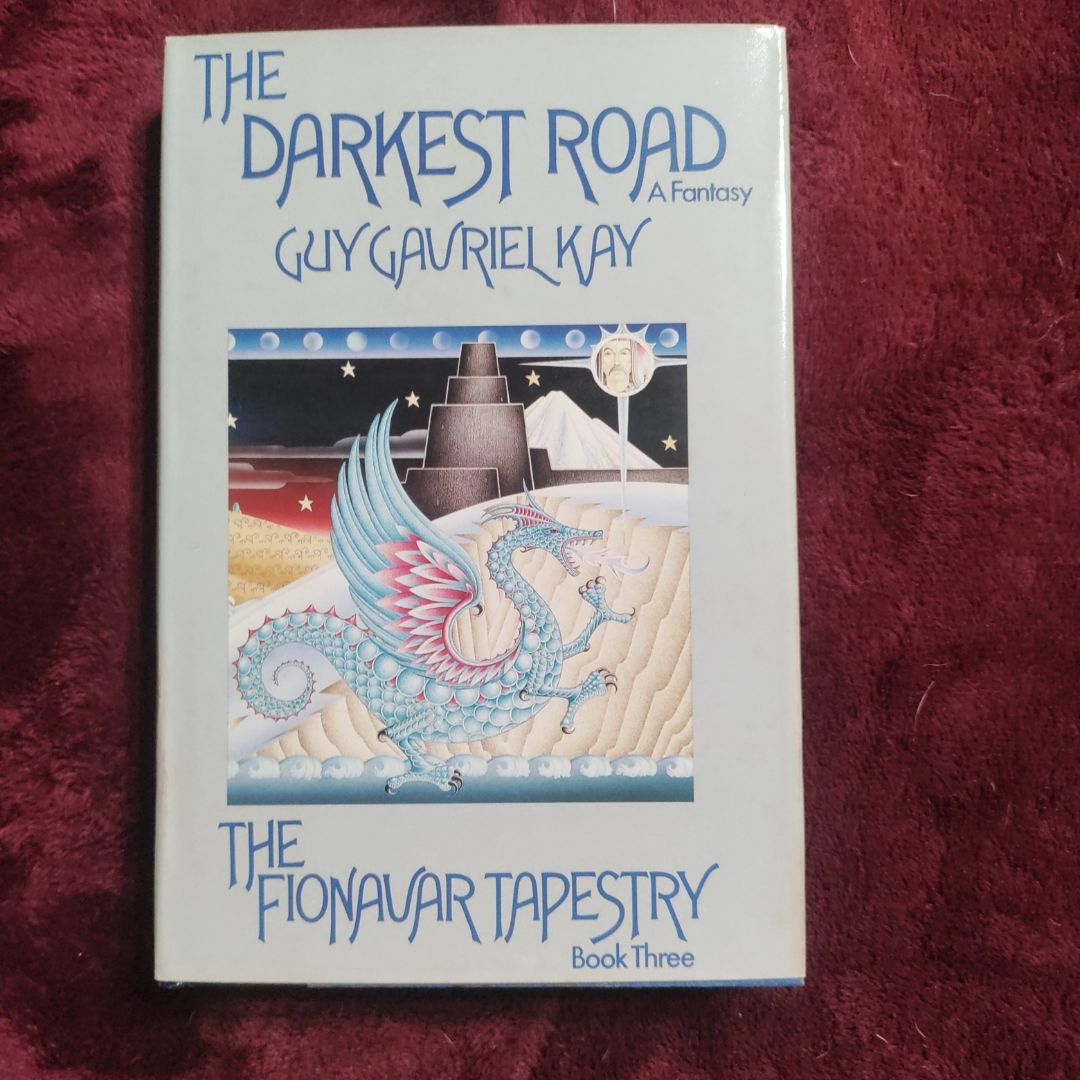 THE
DARKEST ROAD
A Fantasy
GUY GAVRIEL KAY
THE
FIONAVAR TAPESTRY
Book Three